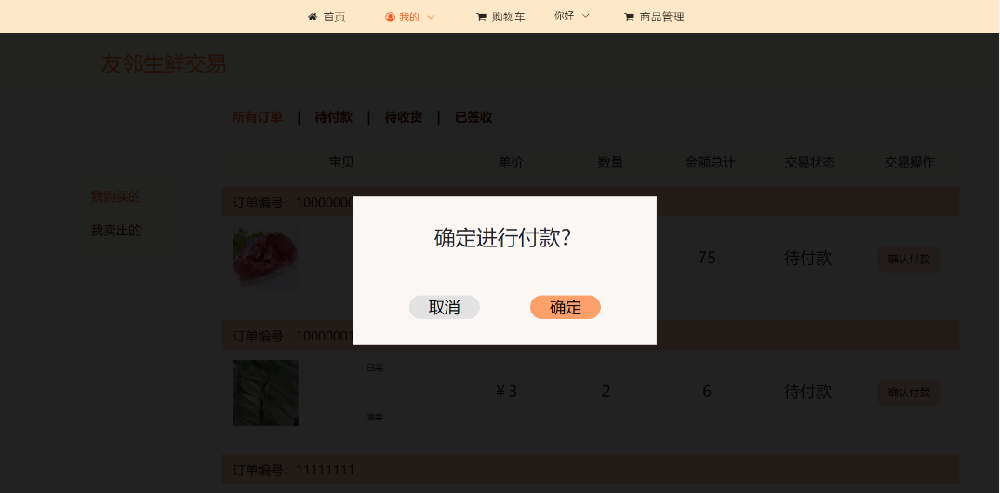 首页 我的 购物车 你好 商品管理
友邻生鲜交易
所有订单 | 待付款 | 待收货 | 已签收
宝贝 单价 数量 金额总计 交易状态 交易操作
我购买的
订单编号：10000000
我卖出的
确定进行付款?
75 待付款 确认付款
取消 确定
订单编号：10000001
白菜
¥3 2 6 待付款 确认付款
蔬菜
订单编号：11111111